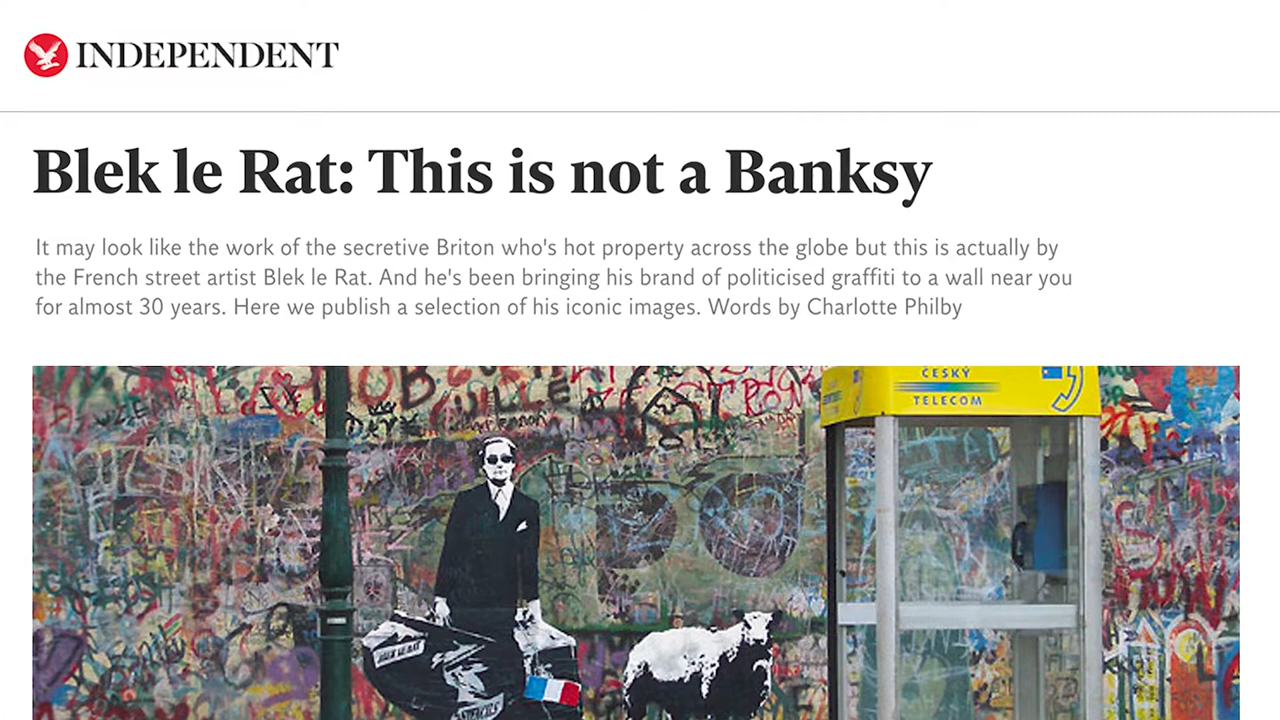 INDEPENDENT
Blek le Rat: This is not a Banksy
It may look like the work of the secretive Briton who's hot property across the globe but this is actually by
the French street artist Blek le Rat. And he's been bringing his brand of politicised graffiti to a wall near you
for almost 30 years. Here we publish a selection of his iconic images. Words by Charlotte Philby
ČESKÝ
TELECOM
BLEK LE RAT